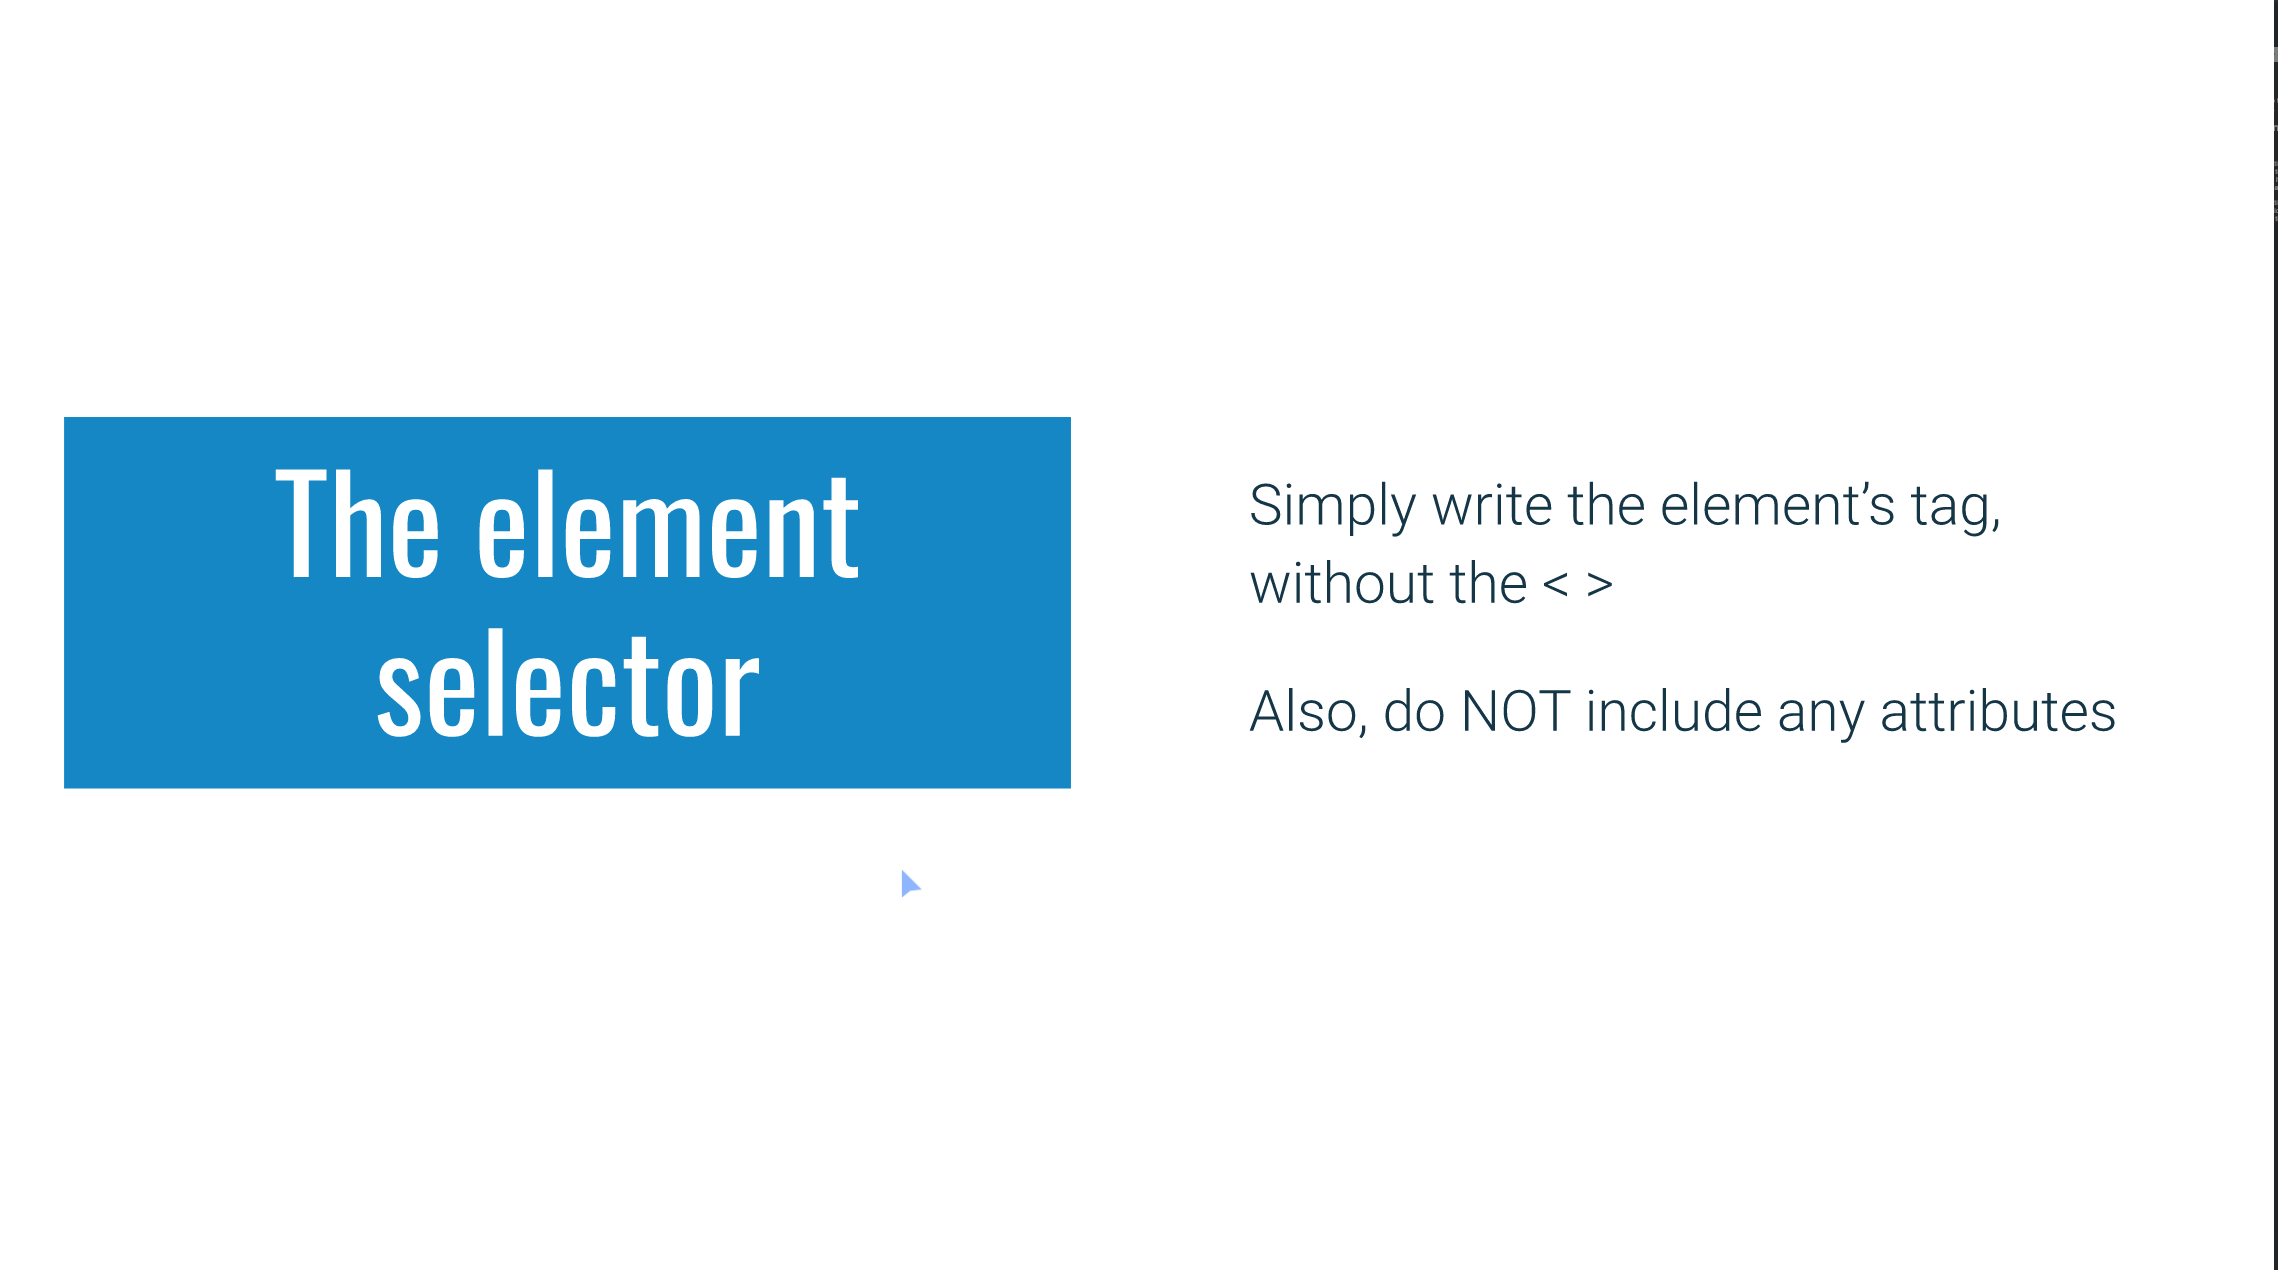 The element
selector
Simply write the element’s tag,
without the < >
Also, do NOT include any attributes